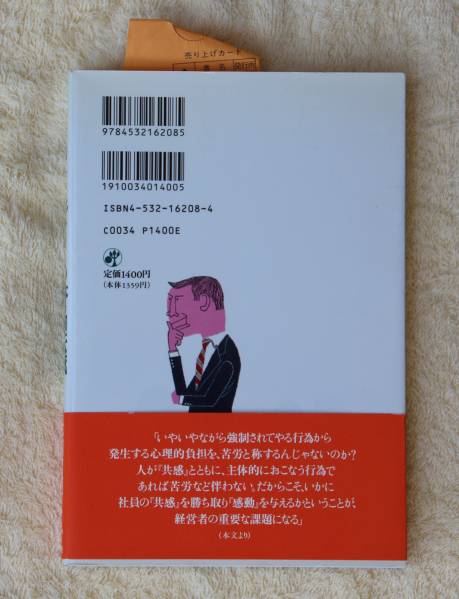 売り上げカード
書名
発行所
9784532162085
1910034014005
ISBN4-532-16208-4
C0034 P1400E
定価1400円
(本体1359円)
「いやいやながら強制されてやる行為から
発生する心理的負担を、苦労と称するんじゃないのか?
人が『共感』とともに、主体的におこなう行為で
あれば苦労など伴わない。だからこそ、いかに
社員の『共感』を勝ち取り『感動』を与えるかということが、
経営者の重要な課題になる」
(本文より)